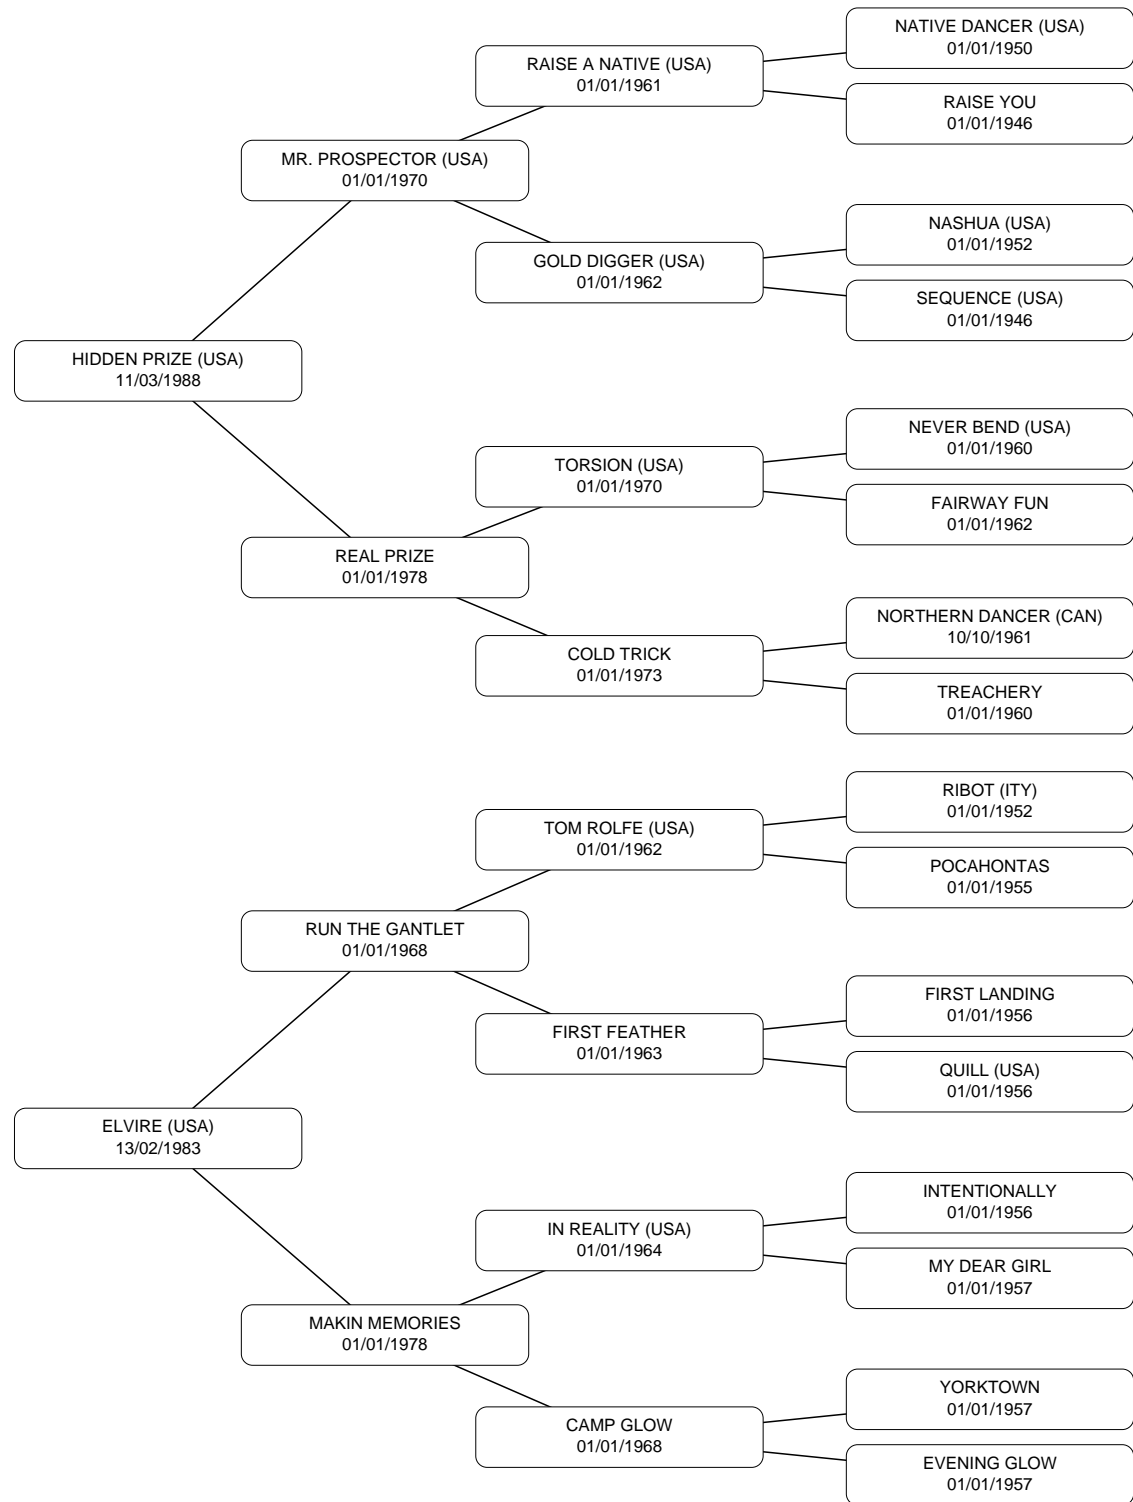 NATIVE DANCER (USA)
01/01/1950
RAISE A NATIVE (USA)
01/01/1961
RAISE YOU
01/01/1946
MR. PROSPECTOR (USA)
01/01/1970
NASHUA (USA)
01/01/1952
GOLD DIGGER (USA)
01/01/1962
SEQUENCE (USA)
01/01/1946
HIDDEN PRIZE (USA)
11/03/1988
NEVER BEND (USA)
01/01/1960
TORSION (USA)
01/01/1970
FAIRWAY FUN
01/01/1962
REAL PRIZE
01/01/1978
NORTHERN DANCER (CAN)
10/10/1961
COLD TRICK
01/01/1973
TREACHERY
01/01/1960
RIBOT (ITY)
01/01/1952
TOM ROLFE (USA)
01/01/1962
POCAHONTAS
01/01/1955
RUN THE GANTLET
01/01/1968
FIRST LANDING
01/01/1956
FIRST FEATHER
01/01/1963
QUILL (USA)
01/01/1956
ELVIRE (USA)
13/02/1983
INTENTIONALLY
01/01/1956
IN REALITY (USA)
01/01/1964
MY DEAR GIRL
01/01/1957
MAKIN MEMORIES
01/01/1978
YORKTOWN
01/01/1957
CAMP GLOW
01/01/1968
EVENING GLOW
01/01/1957